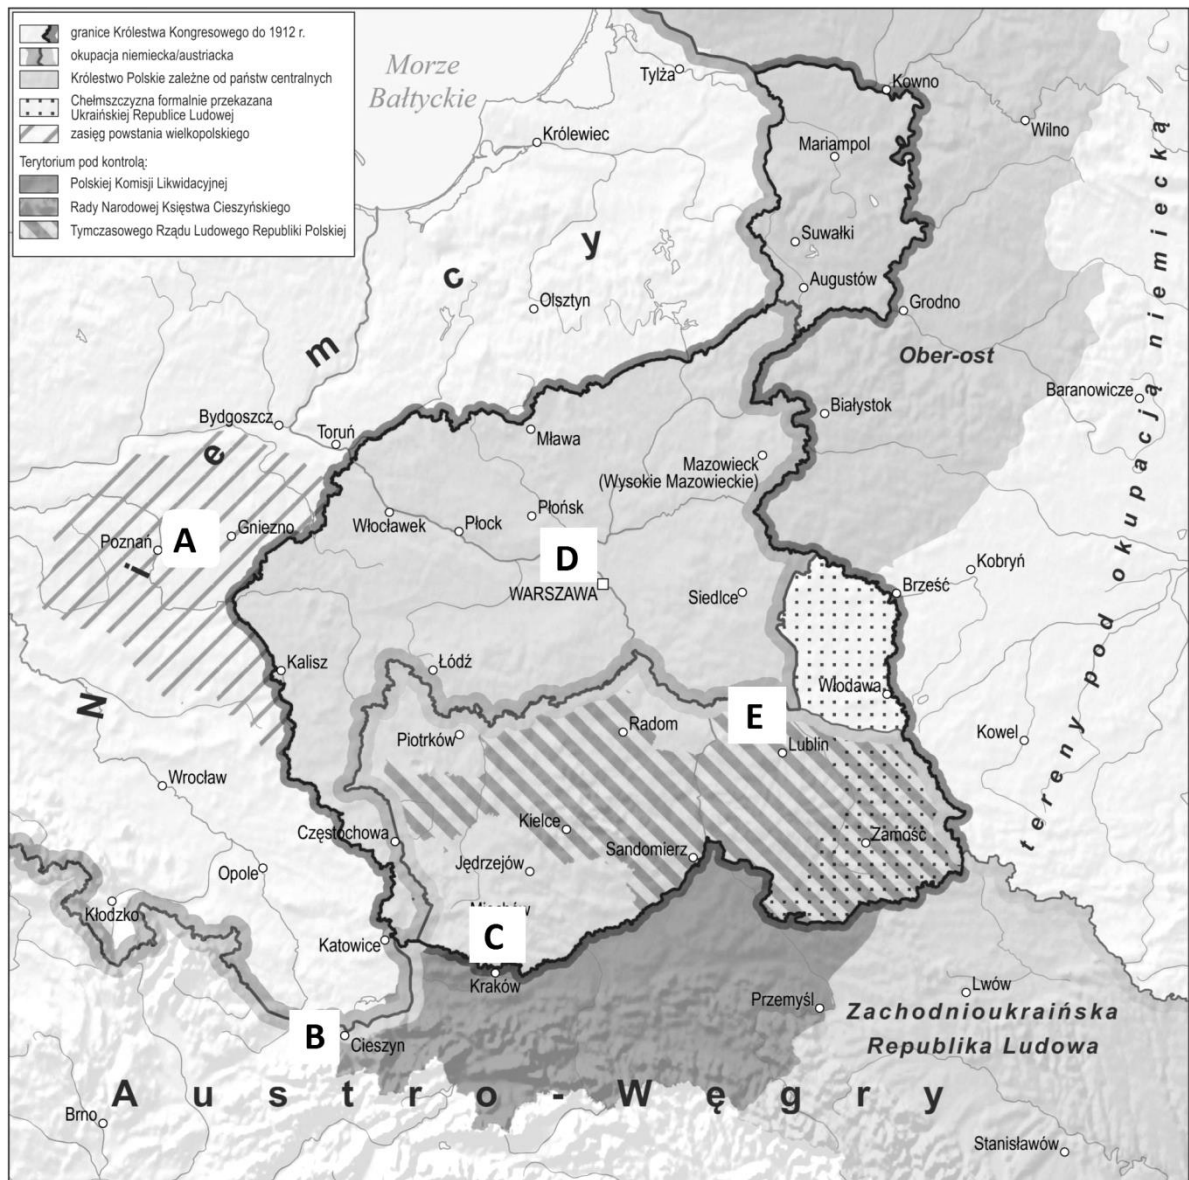 granice Królestwa Kongresowego do 1912 r.
okupacja niemiecka/austriacka
Królestwo Polskie zależne od państw centralnych
Chełmszczyzna formalnie przekazana
Ukraińskiej Republice Ludowej
zasięg powstania wielkopolskiego
Terytorium pod kontrolą:
Polskiej Komisji Likwidacyjnej
Rady Narodowej Księstwa Cieszyńskiego
Tymczasowego Rządu Ludowego Republiki Polskiej
Morze
Bałtyckie
Tylża
Kowno
Wilno
Królewiec
Mariampol
Suwałki
Augustów
Grodno
Olsztyn
Ober-ost
Baranowicze
Białystok
Bydgoszcz
Toruń
Mława
Mazowieck
(Wysokie Mazowieckie)
Włocławek
Płock
Płońsk
Gniezno
Poznań
A
D
WARSZAWA
Siedlce
Kobryń
Brześć
Niemcy
tereny pod okupacją niemiecką
Kalisz
Łódź
Włodawa
E
Piotrków
Radom
Lublin
Kowel
Wrocław
Częstochowa
Kielce
Zamość
Sandomierz
Jędrzejów
Opole
Kłodzko
Katowice
C
Kraków
Przemyśl
Lwów
Zachodnioukraińska
Republika Ludowa
B
Cieszyn
Austro-Węgry
Brno
Stanisławów